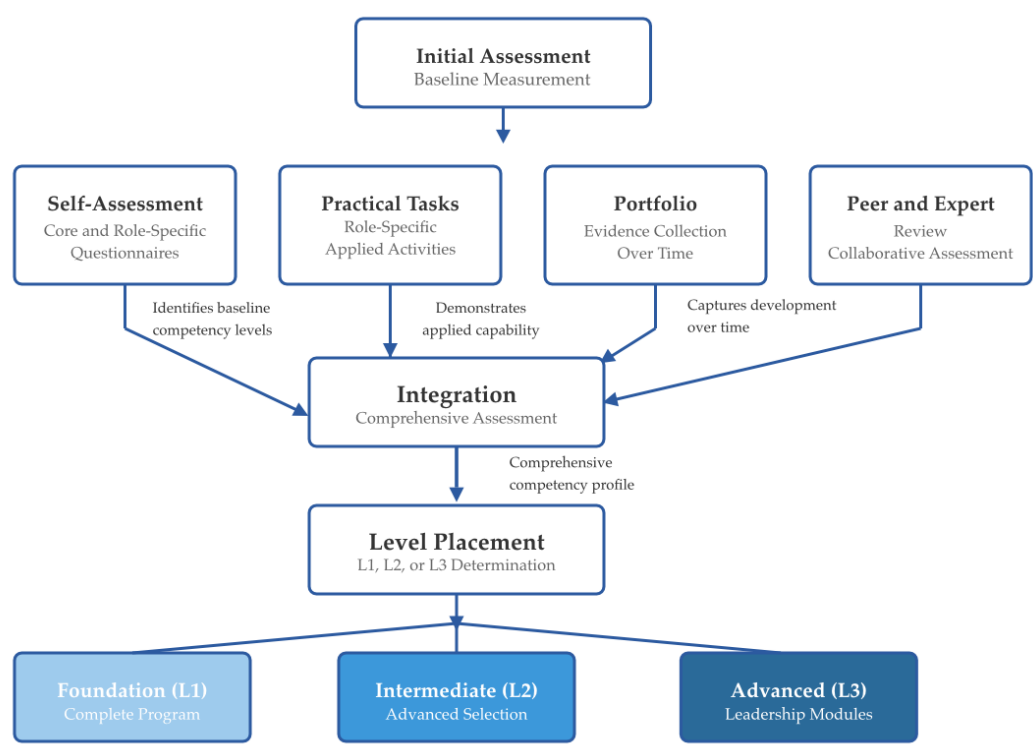 Initial Assessment
Baseline Measurement
Self-Assessment
Core and Role-Specific
Questionnaires
Practical Tasks
Role-Specific
Applied Activities
Portfolio
Evidence Collection
Over Time
Peer and Expert
Review
Collaborative Assessment
Identifies baseline
competency levels
Demonstrates
applied capability
Captures development
over time
Integration
Comprehensive Assessment
Comprehensive
competency profile
Level Placement
L1, L2, or L3 Determination
Foundation (L1)
Complete Program
Intermediate (L2)
Advanced Selection
Advanced (L3)
Leadership Modules